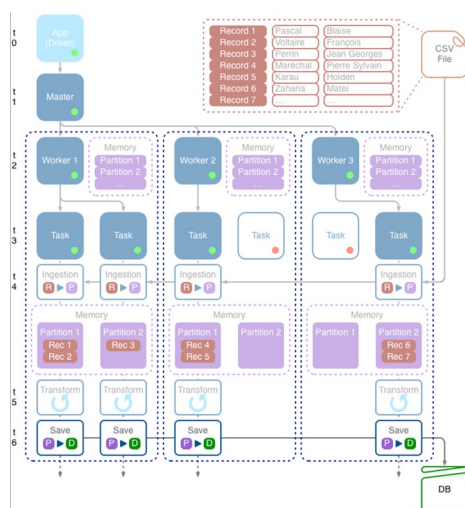 t
0
App
(Driver)
Record 1 Pascal Blaise
Record 2 Voltaire François
Record 3 Perrin Jean Georges
Record 4 Maréchal Pierre Sylvain
Record 5 Karau Holden
Record 6 Zaharia Matei
Record 7 ... ...
CSV
File
t
1
Master
t
2
Worker 1
Memory
Partition 1
Partition 2
...
Worker 2
Memory
Partition 1
Partition 2
...
Worker 3
Memory
Partition 1
Partition 2
...
t
3
Task
Task
Task
Task
Task
Task
t
4
Ingestion
R P
Ingestion
R P
Ingestion
R P
Ingestion
R P
Memory
Partition 1
Rec 1
Rec 2
Partition 2
Rec 3
Memory
Partition 1
Rec 4
Rec 5
Partition 2
Memory
Partition 1
Partition 2
Rec 6
Rec 7
t
5
Transform
Transform
Transform
Transform
t
6
Save
P D
Save
P D
Save
P D
Save
P D
DB